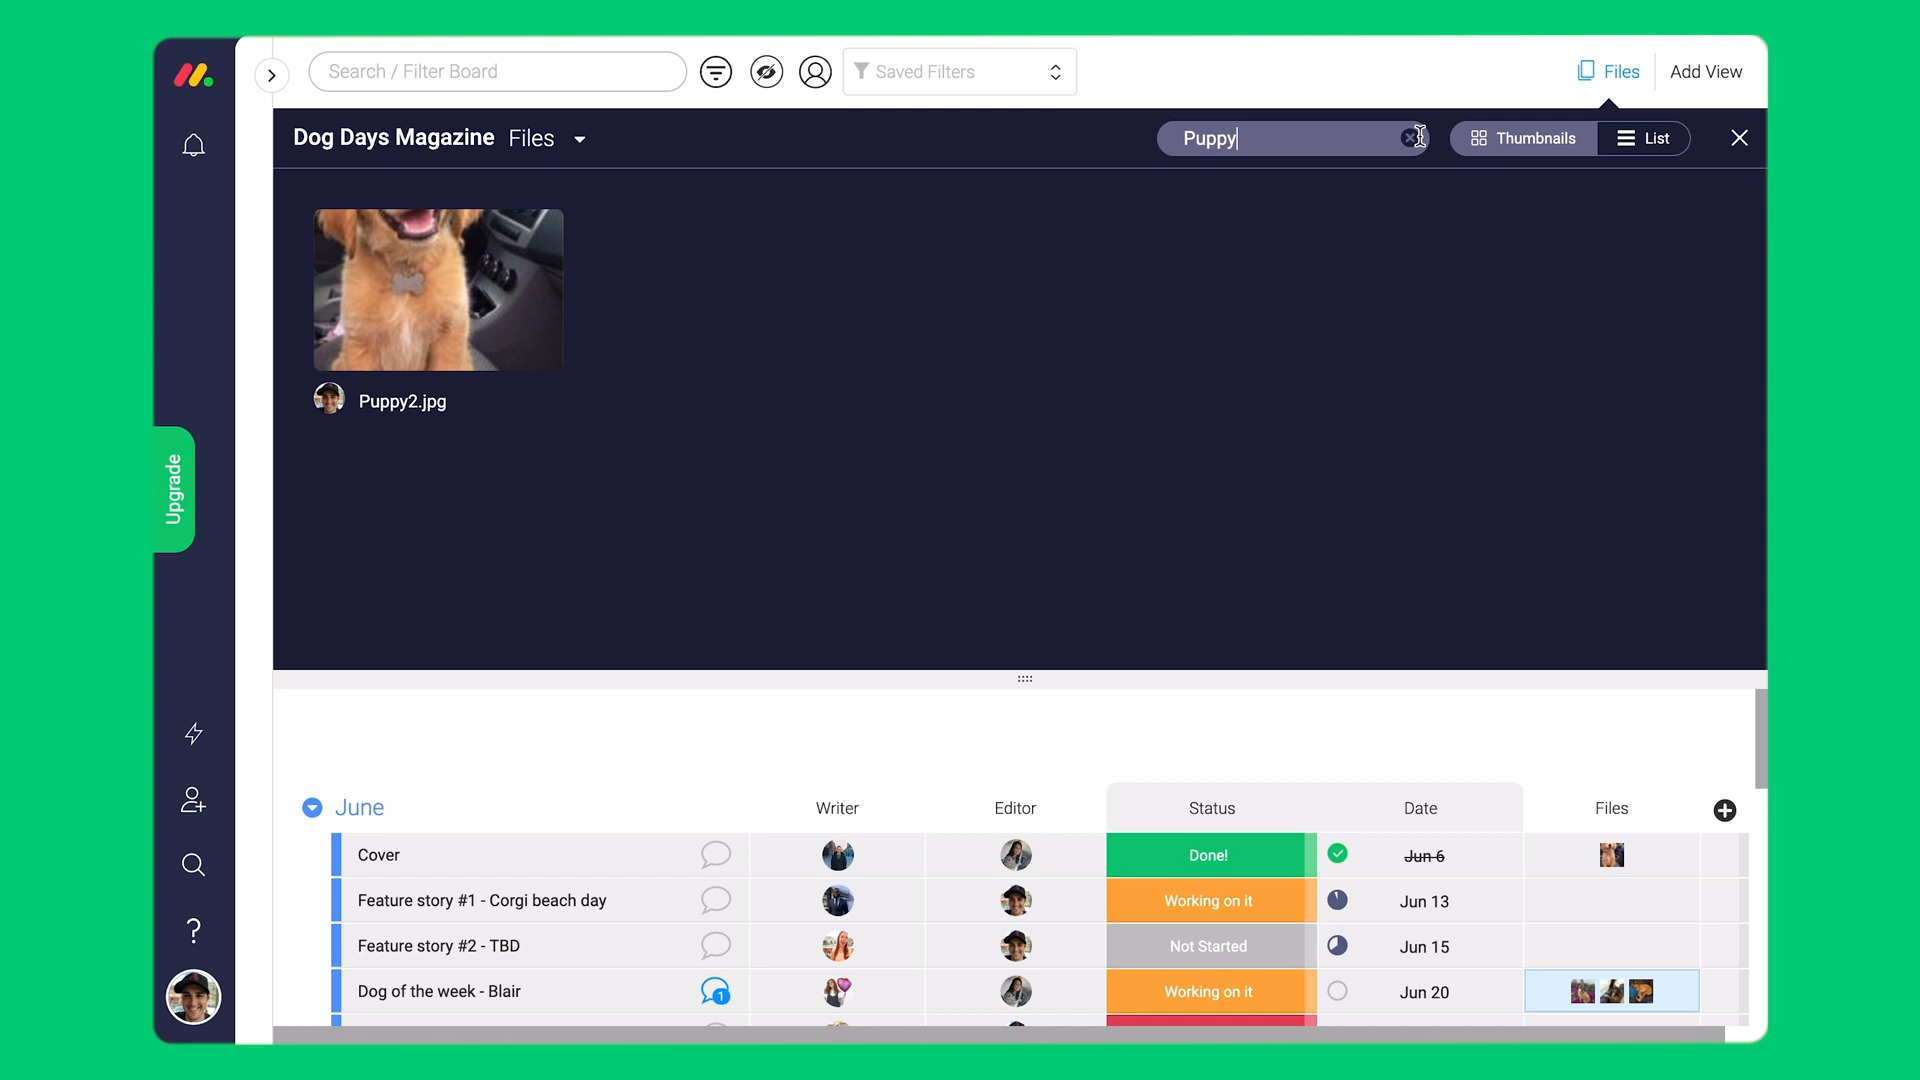 Search / Filter Board
Saved Filters
Files
Add View
Dog Days Magazine Files
Puppy
Thumbnails
List
Puppy2.jpg
Upgrade
June
Writer
Editor
Status
Date
Files
Cover
Done!
Jun 6
Feature story #1 - Corgi beach day
Working on it
Jun 13
Feature story #2 - TBD
Not Started
Jun 15
Dog of the week - Blair
1
Working on it
Jun 20